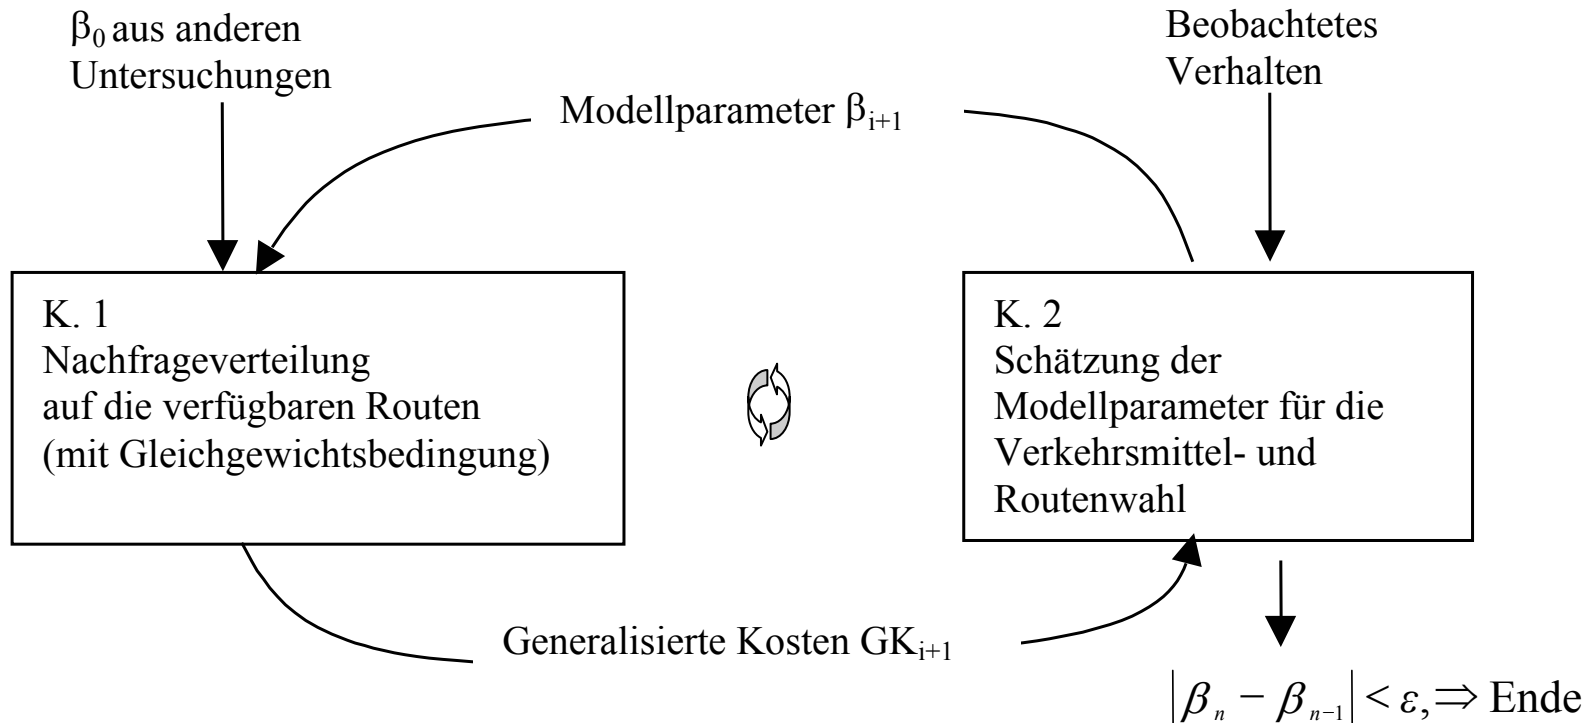 β₀ aus anderen
Untersuchungen
Beobachtetes
Verhalten
Modellparameter βᵢ₊₁
K. 1
Nachfrageverteilung
auf die verfügbaren Routen
(mit Gleichgewichtsbedingung)
K. 2
Schätzung der
Modellparameter für die
Verkehrsmittel- und
Routenwahl
Generalisierte Kosten GKᵢ₊₁
|βₙ − βₙ₋₁| < ε, ⇒ Ende